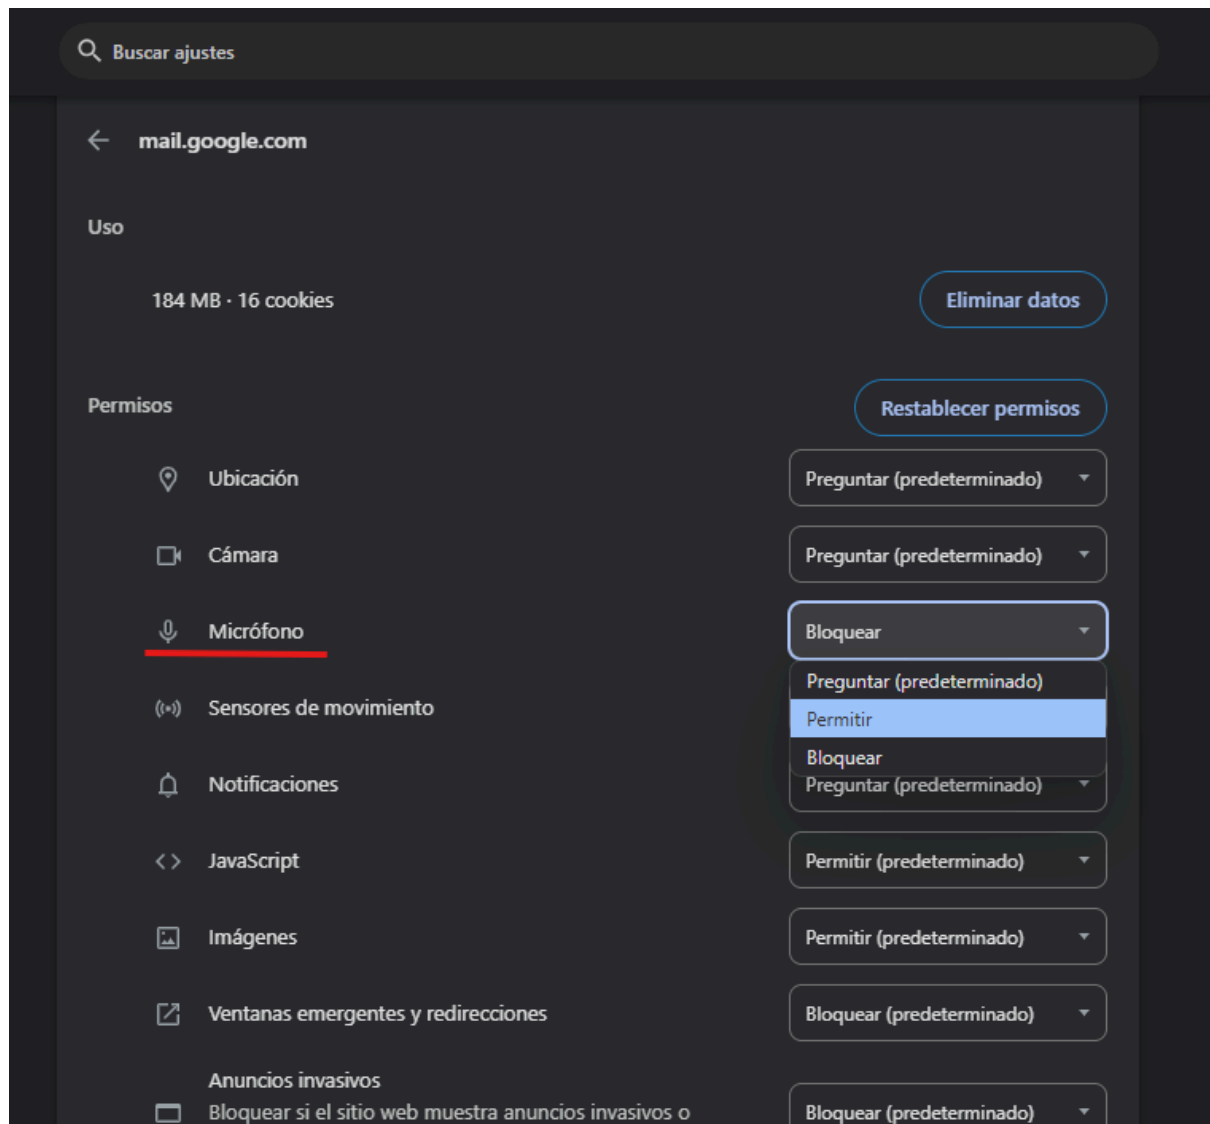 Buscar ajustes
mail.google.com
Uso
184 MB · 16 cookies
Eliminar datos
Permisos
Restablecer permisos
Ubicación
Preguntar (predeterminado)
Cámara
Preguntar (predeterminado)
Micrófono
Bloquear
Preguntar (predeterminado)
Permitir
Bloquear
Sensores de movimiento
Notificaciones
Preguntar (predeterminado)
JavaScript
Permitir (predeterminado)
Imágenes
Permitir (predeterminado)
Ventanas emergentes y redirecciones
Bloquear (predeterminado)
Anuncios invasivos
Bloquear si el sitio web muestra anuncios invasivos o
Bloquear (predeterminado)